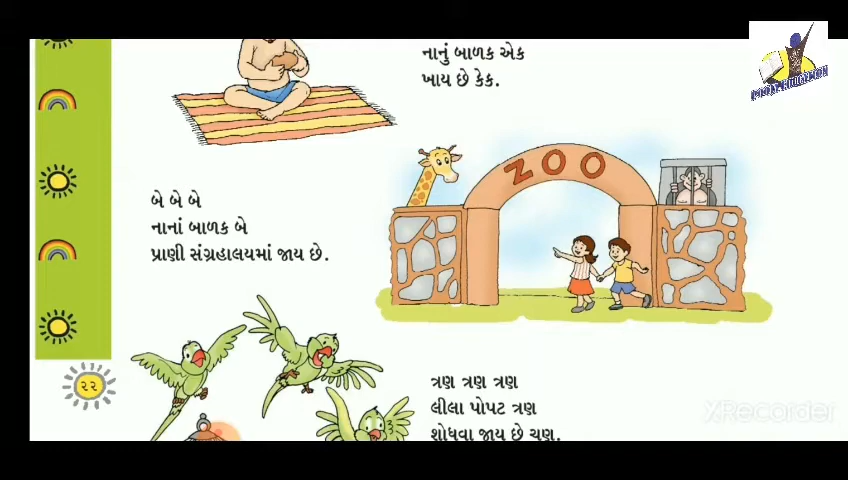 નાનું બાળક એક
ખાય છે કેક.
ZOO
બે બે બે
નાનાં બાળક બે
પ્રાણી સંગ્રહાલયમાં જાય છે.
૨૨
ત્રણ ત્રણ ત્રણ
લીલા પોપટ ત્રણ
શોધવા જાય છે ચણ.
XRecorder